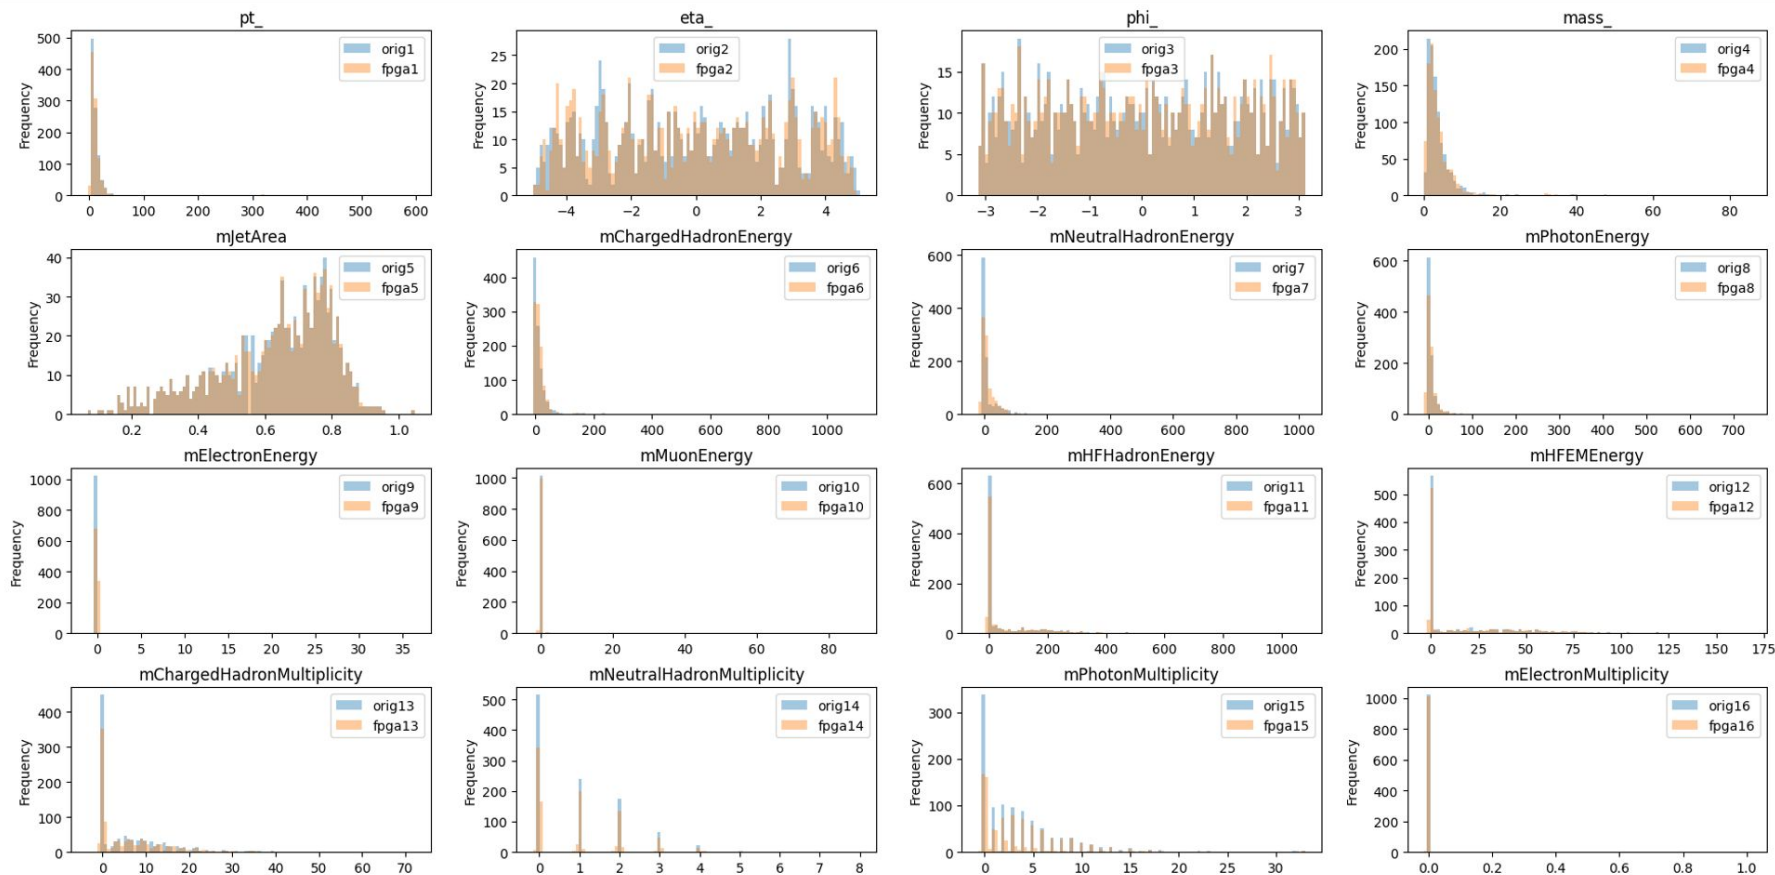 pt_
500
400
300
200
100
0
Frequency
orig1
fpga1
0 100 200 300 400 500 600
eta_
25
20
15
10
5
0
Frequency
orig2
fpga2
−4 −2 0 2 4
phi_
15
10
5
0
Frequency
orig3
fpga3
−3 −2 −1 0 1 2 3
mass_
200
150
100
50
0
Frequency
orig4
fpga4
0 20 40 60 80
mJetArea
40
30
20
10
0
Frequency
orig5
fpga5
0.2 0.4 0.6 0.8 1.0
mChargedHadronEnergy
400
300
200
100
0
Frequency
orig6
fpga6
0 200 400 600 800 1000
mNeutralHadronEnergy
600
400
200
0
Frequency
orig7
fpga7
0 200 400 600 800 1000
mPhotonEnergy
600
400
200
0
Frequency
orig8
fpga8
0 100 200 300 400 500 600 700
mElectronEnergy
1000
800
600
400
200
0
Frequency
orig9
fpga9
0 5 10 15 20 25 30 35
mMuonEnergy
1000
800
600
400
200
0
Frequency
orig10
fpga10
0 20 40 60 80
mHFHadronEnergy
600
400
200
0
Frequency
orig11
fpga11
0 200 400 600 800 1000
mHFEMEnergy
500
400
300
200
100
0
Frequency
orig12
fpga12
0 25 50 75 100 125 150 175
mChargedHadronMultiplicity
400
300
200
100
0
Frequency
orig13
fpga13
0 10 20 30 40 50 60 70
mNeutralHadronMultiplicity
500
400
300
200
100
0
Frequency
orig14
fpga14
0 1 2 3 4 5 6 7 8
mPhotonMultiplicity
300
200
100
0
Frequency
orig15
fpga15
0 5 10 15 20 25 30
mElectronMultiplicity
1000
800
600
400
200
0
Frequency
orig16
fpga16
0.0 0.2 0.4 0.6 0.8 1.0